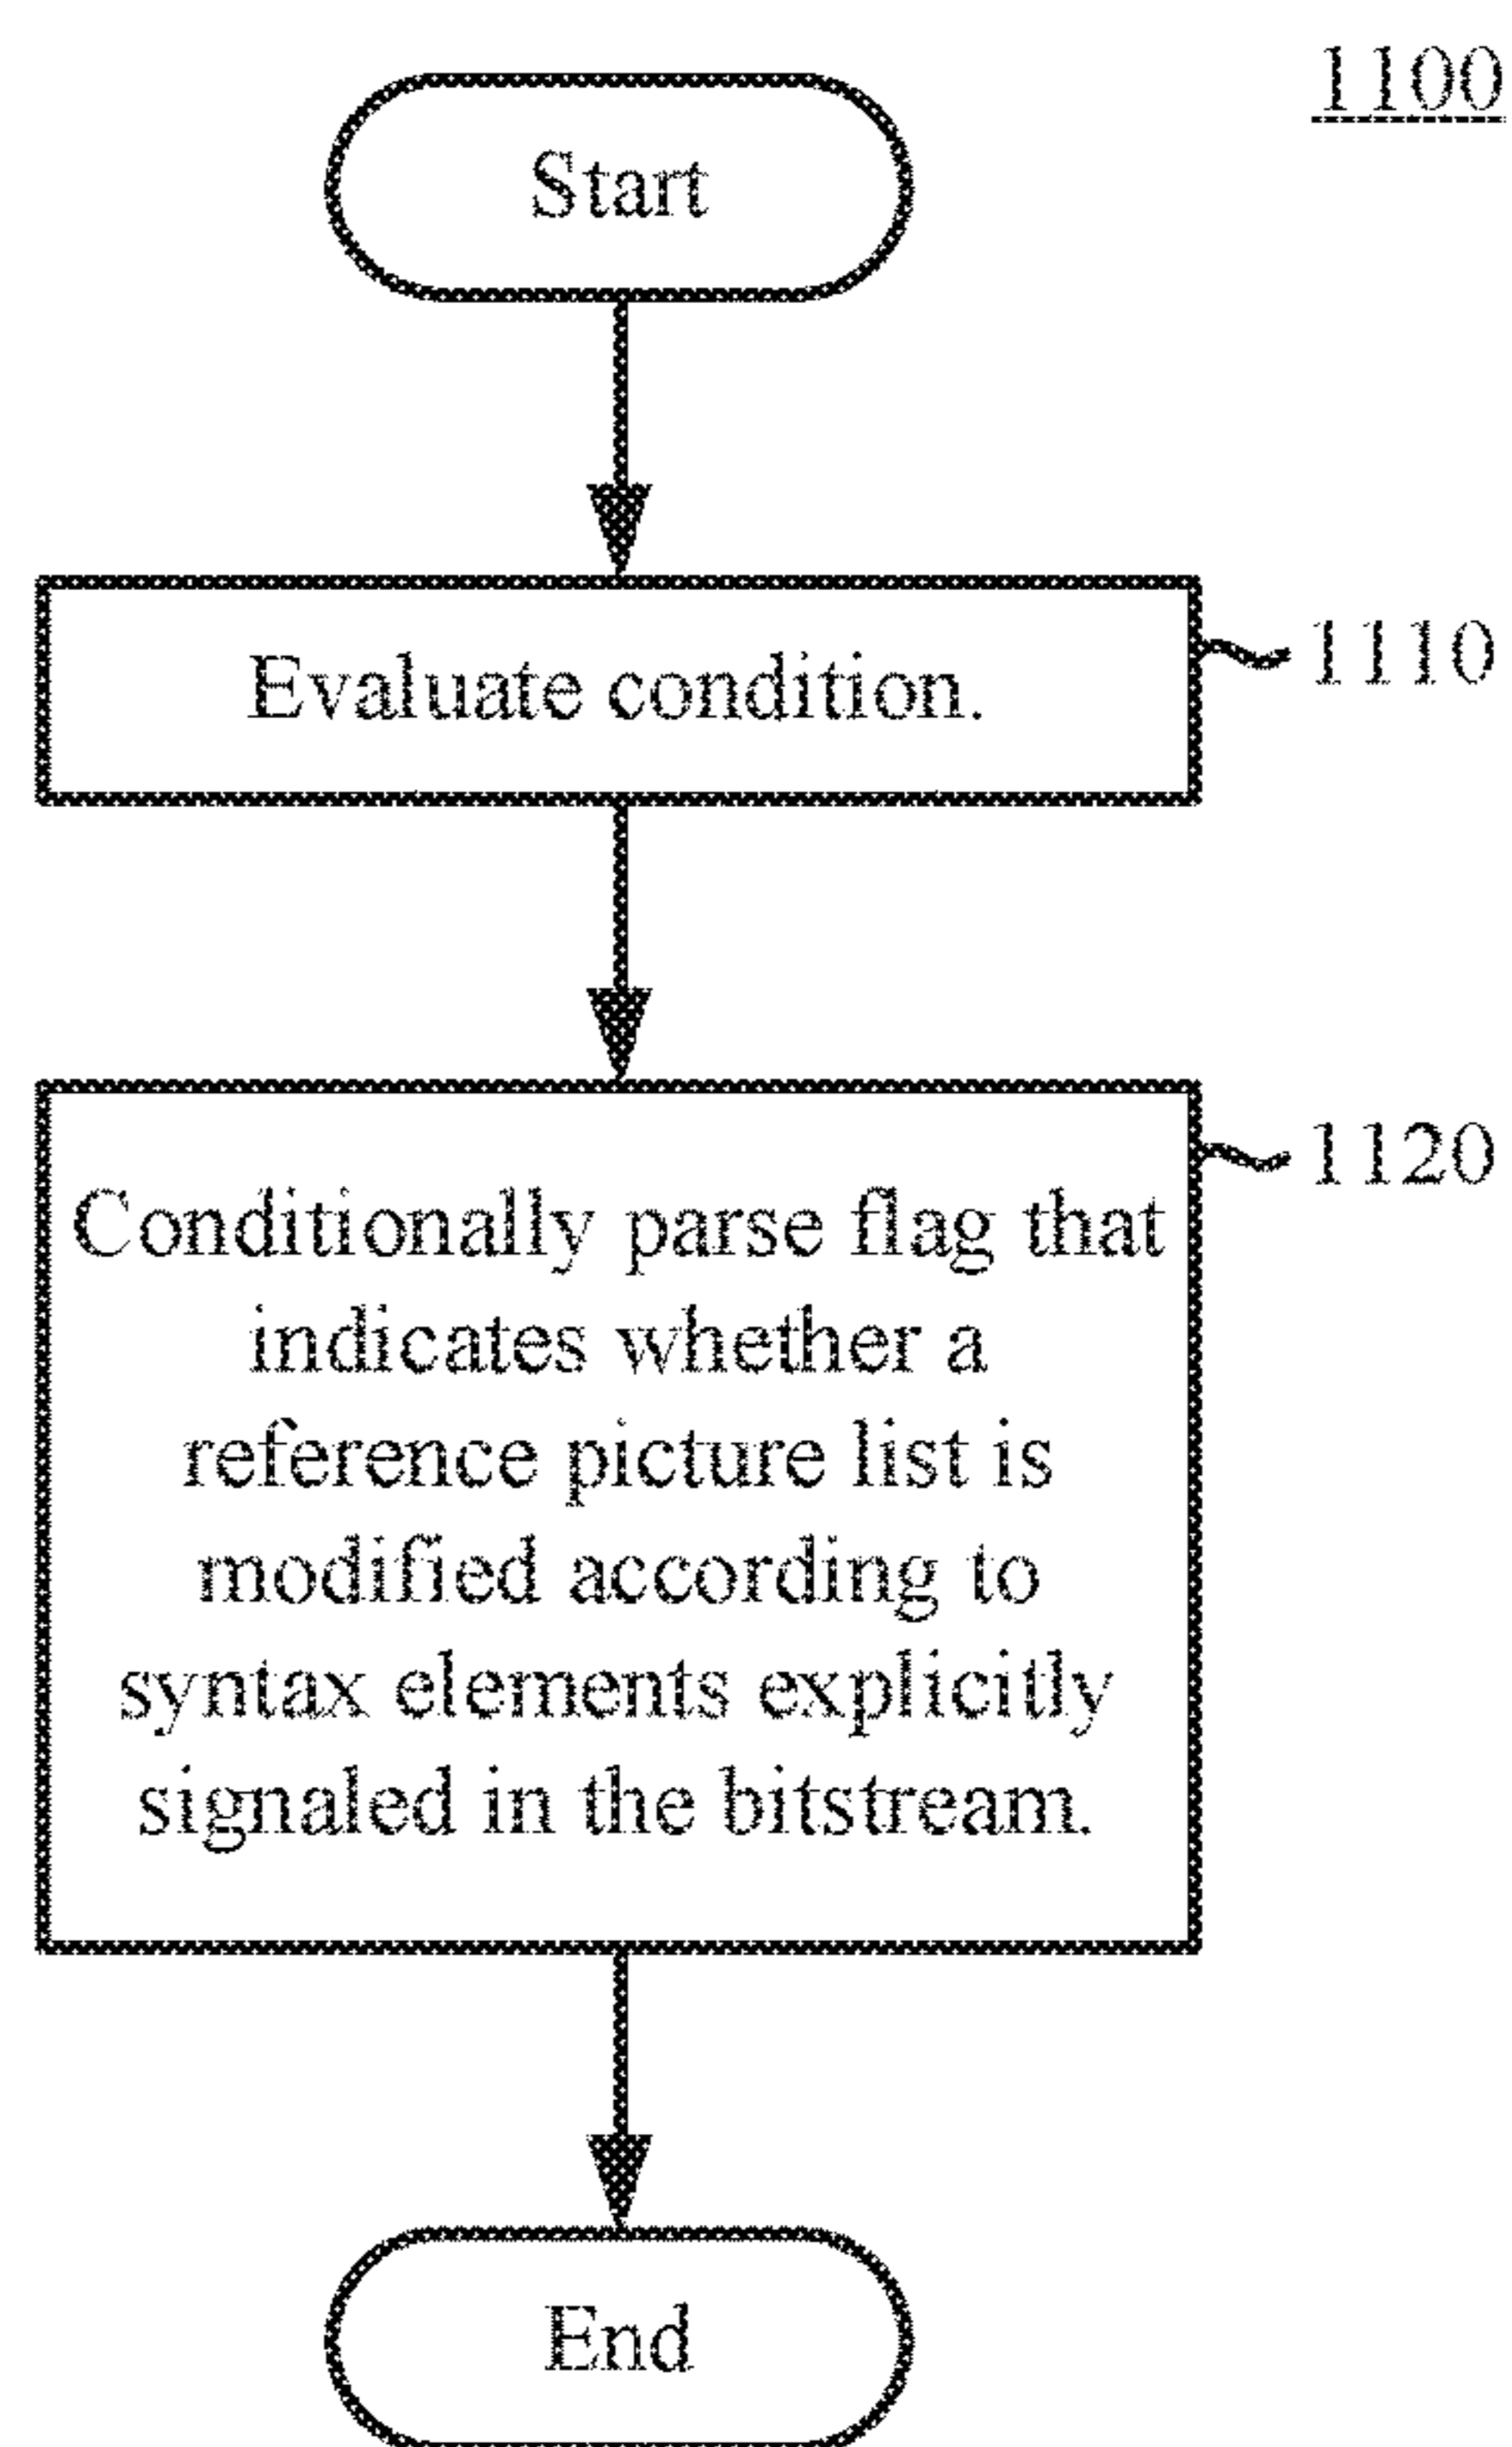 1100
Start
Evaluate condition.
1110
1120
Conditionally parse flag that
indicates whether a
reference picture list is
modified according to
syntax elements explicitly
signaled in the bitstream.
End